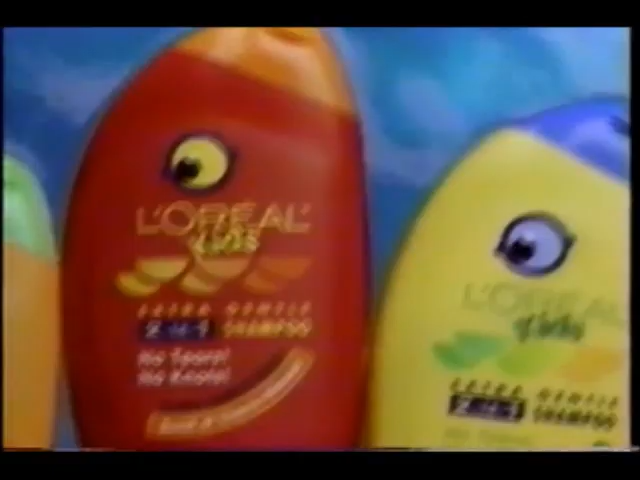 L'ORÉAL
Kids
EXTRA GENTLE
2-IN-1 SHAMPOO
No Tears!
No Knots!
L'ORÉAL
Kids
EXTRA GENTLE
2-IN-1 SHAMPOO